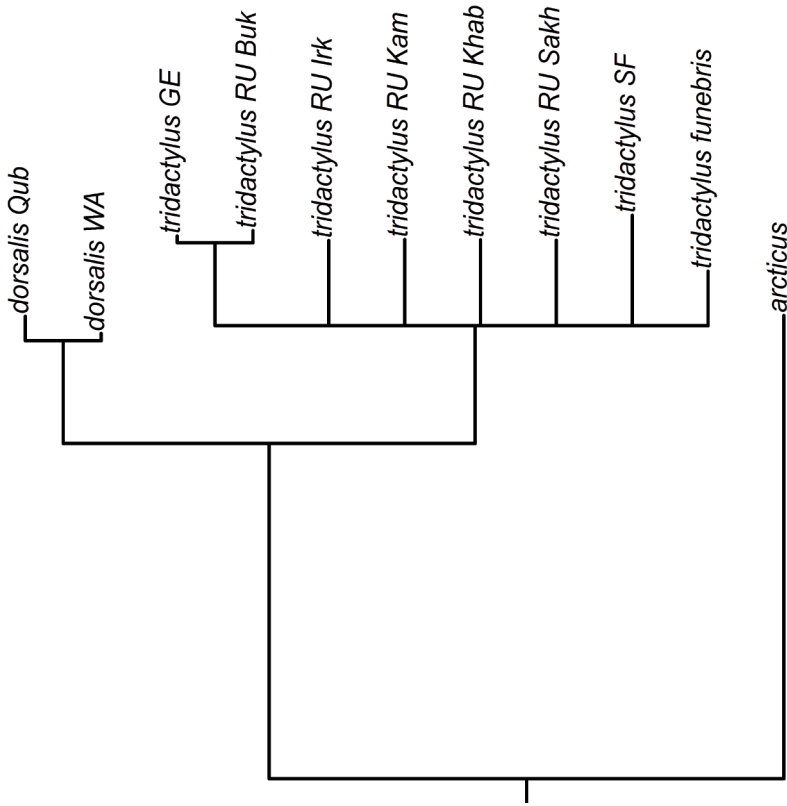 dorsalis Qub
dorsalis WA
tridactylus GE
tridactylus RU Buk
tridactylus RU Irk
tridactylus RU Kam
tridactylus RU Khab
tridactylus RU Sakh
tridactylus SF
tridactylus funebris
arcticus